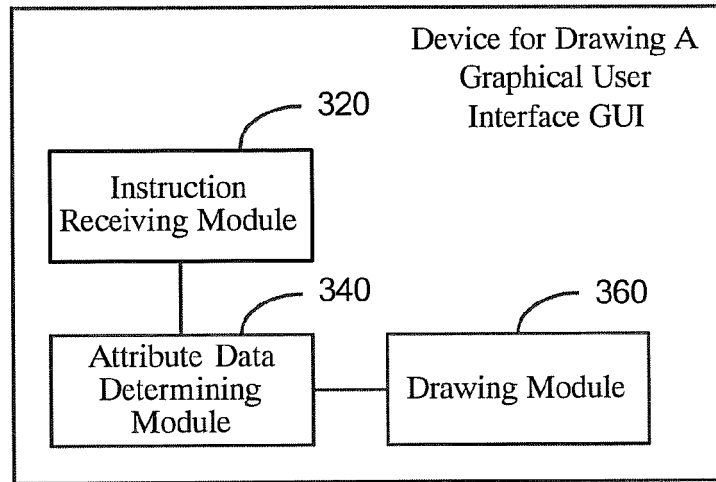 Device for Drawing A
Graphical User
Interface GUI
320
Instruction
Receiving Module
340
Attribute Data
Determining
Module
360
Drawing Module